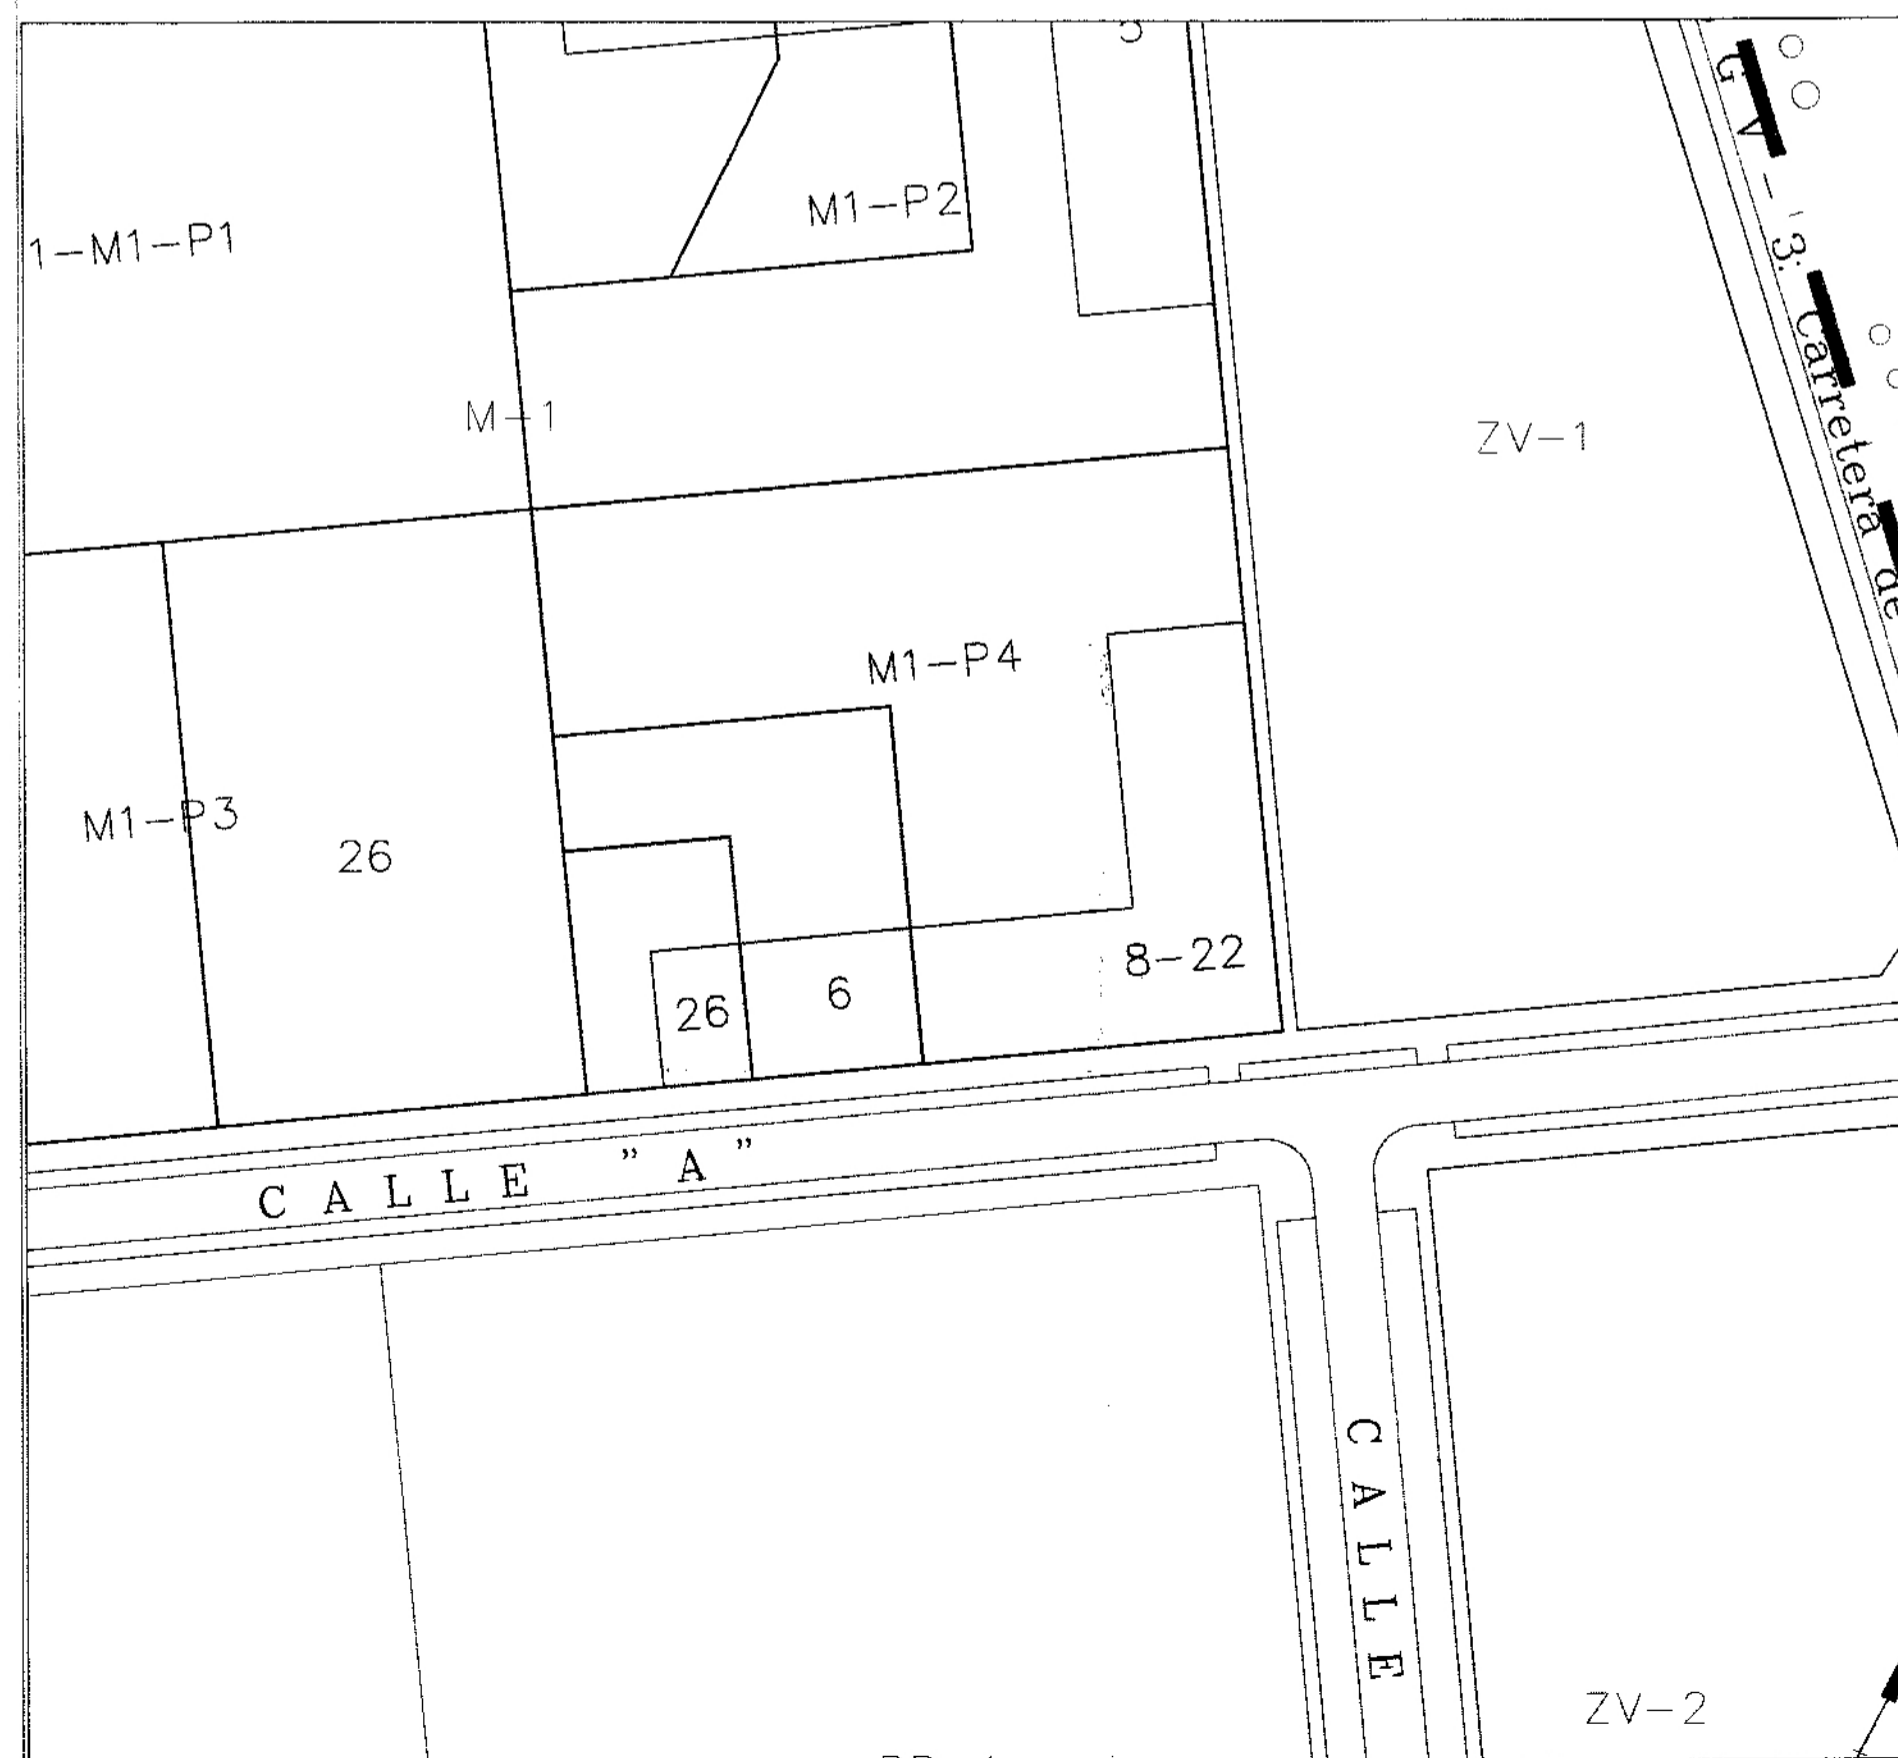 M1-P2
1-M1-P1
G V - "3: Carretera de
M-1
ZV-1
M1-P4
M1-P3
26
8-22
26
6
CALLE "A"
CALLE
ZV-2